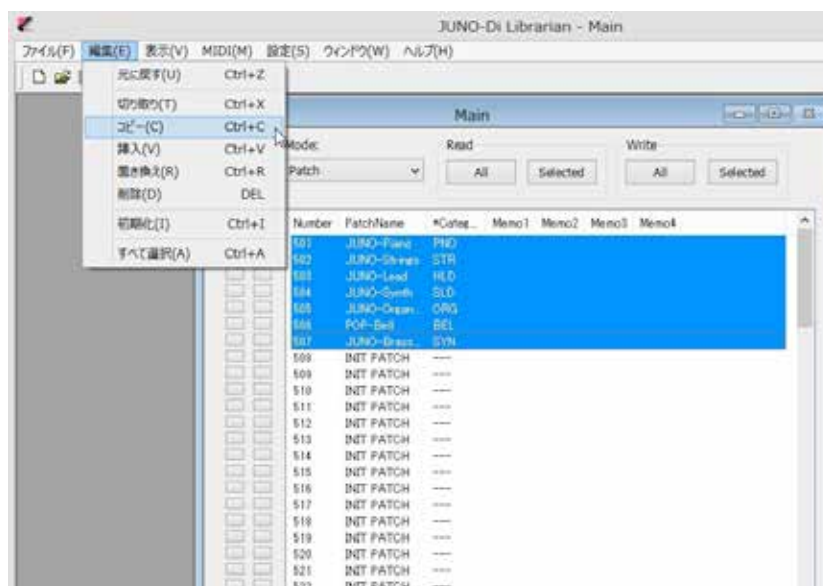 JUNO-Di Librarian - Main
ファイル(F) 編集(E) 表示(V) MIDI(M) 設定(S) ウィンドウ(W) ヘルプ(H)
元に戻す(U) Ctrl+Z
切り取り(T) Ctrl+X
コピー(C) Ctrl+C
挿入(V) Ctrl+V
置き換え(R) Ctrl+R
削除(D) DEL
初期化(I) Ctrl+I
すべて選択(A) Ctrl+A
Main
Mode: Read Write
Patch All Selected All Selected
Number PatchName *Categ... Memo1 Memo2 Memo3 Memo4
501 JUNO-Piano PNO
502 JUNO-Strings STR
503 JUNO-Lead HLD
504 JUNO-Synth SLD
505 JUNO-Organ... ORG
506 POP-Bell BEL
507 JUNO-Brass... SYN
508 INIT PATCH ---
509 INIT PATCH ---
510 INIT PATCH ---
511 INIT PATCH ---
512 INIT PATCH ---
513 INIT PATCH ---
514 INIT PATCH ---
515 INIT PATCH ---
516 INIT PATCH ---
517 INIT PATCH ---
518 INIT PATCH ---
519 INIT PATCH ---
520 INIT PATCH ---
521 INIT PATCH ---
522 INIT PATCH